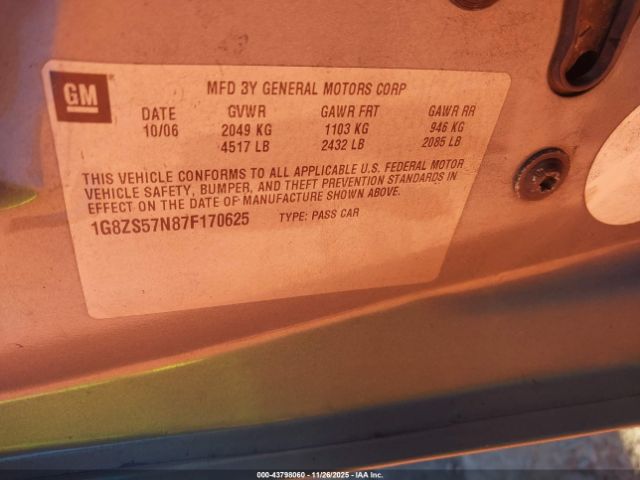 GM
MFD BY GENERAL MOTORS CORP
DATE GVWR GAWR FRT GAWR RR
10/06 2049 KG 1103 KG 946 KG
4517 LB 2432 LB 2085 LB
THIS VEHICLE CONFORMS TO ALL APPLICABLE U.S. FEDERAL MOTOR
VEHICLE SAFETY, BUMPER, AND THEFT PREVENTION STANDARDS IN
EFFECT ON THE DATE OF MANUFACTURE SHOWN ABOVE.
1G8ZS57N87F170625 TYPE: PASS CAR
000-43798060 - 11/26/2025 - IAAI.COM